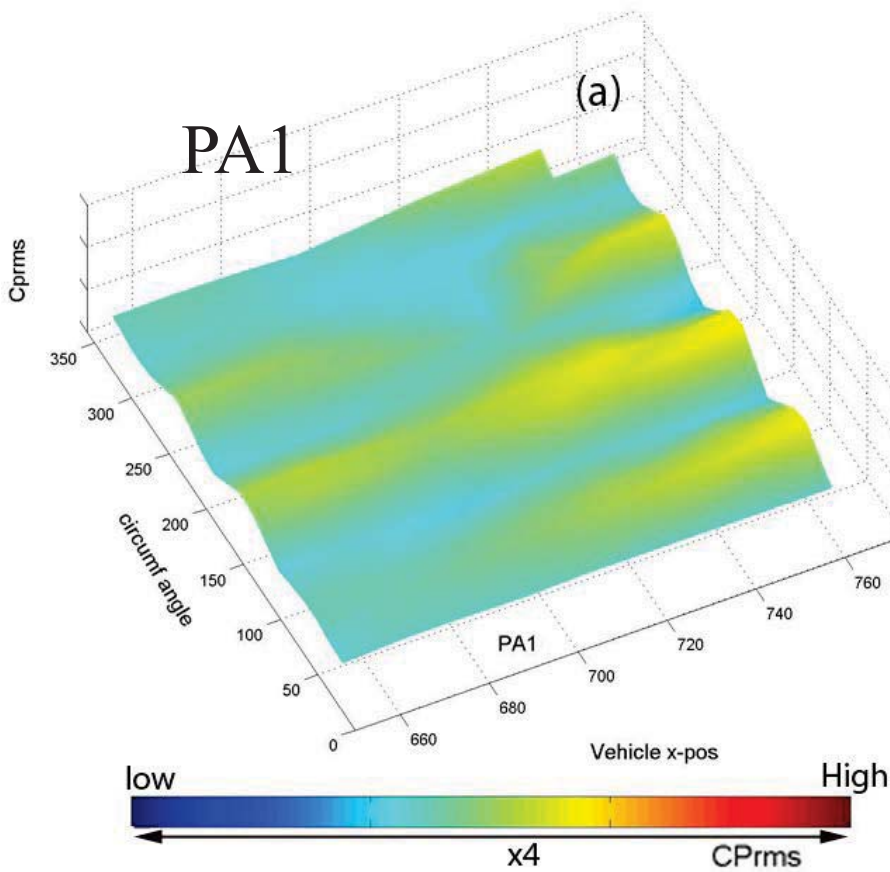 (a)
PA1
Cprms
350
300
250
200
150
100
50
0
circumf angle
660
680
700
720
740
760
PA1
Vehicle x-pos
low
High
x4
CPrms